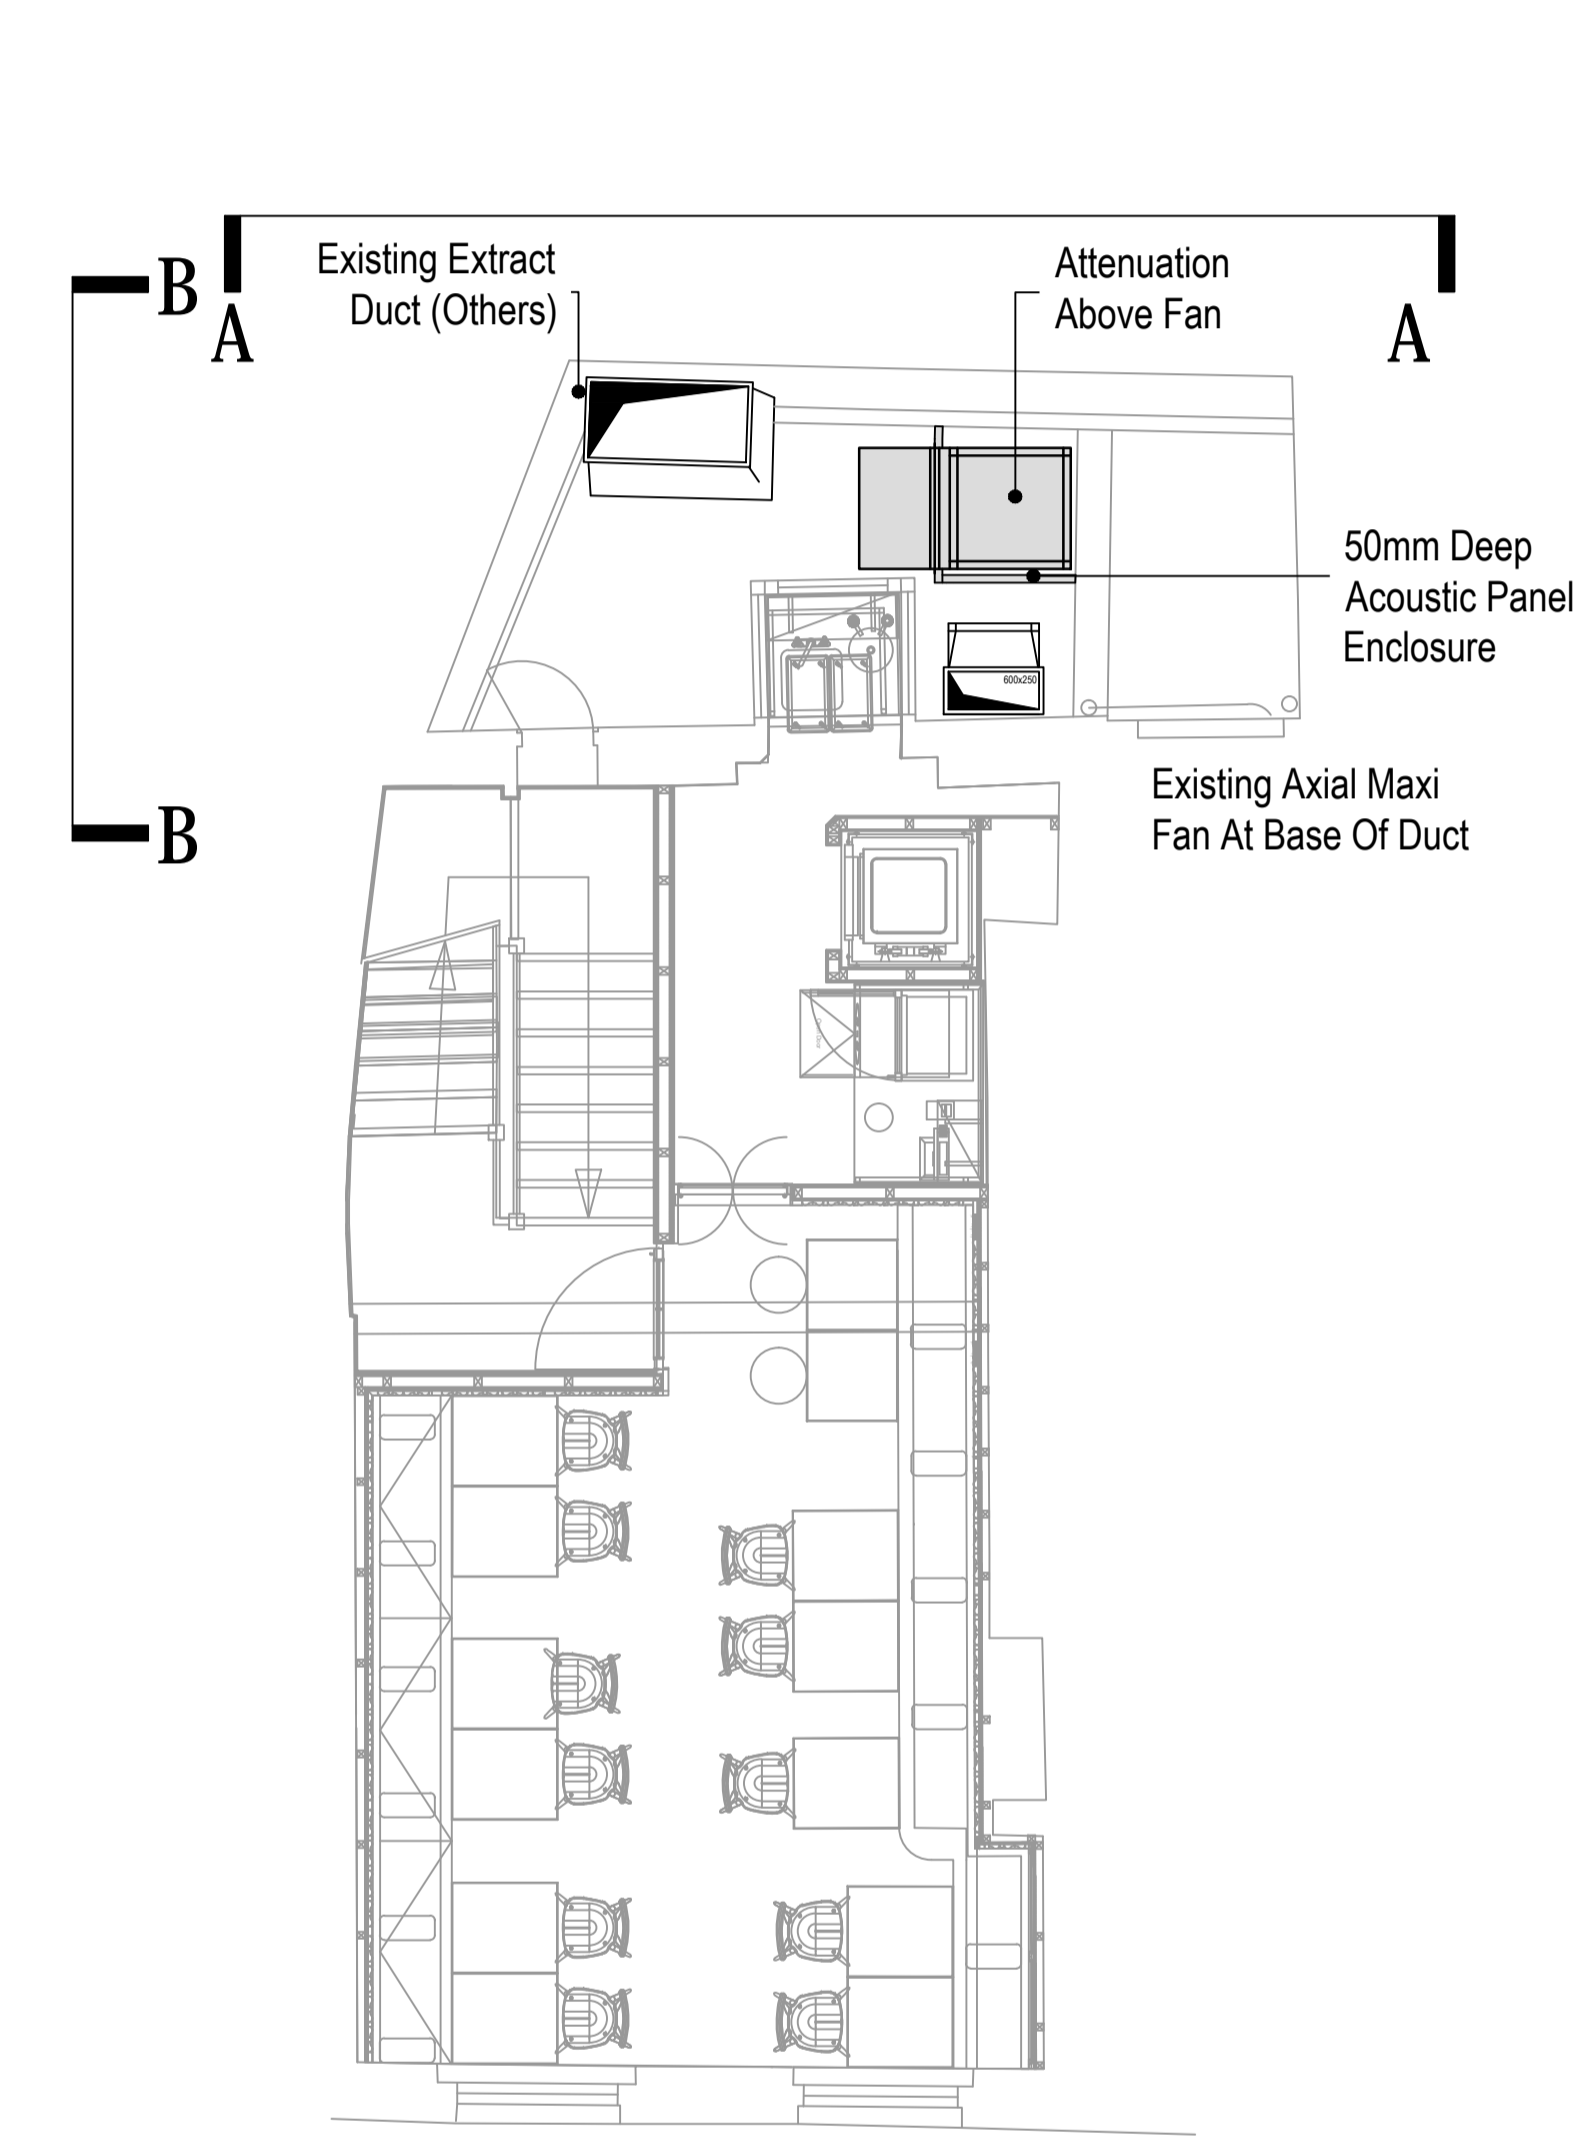 B
A
Existing Extract
Duct (Others)
Attenuation
Above Fan
A
50mm Deep
Acoustic Panel
Enclosure
600x250
Existing Axial Maxi
Fan At Base Of Duct
B